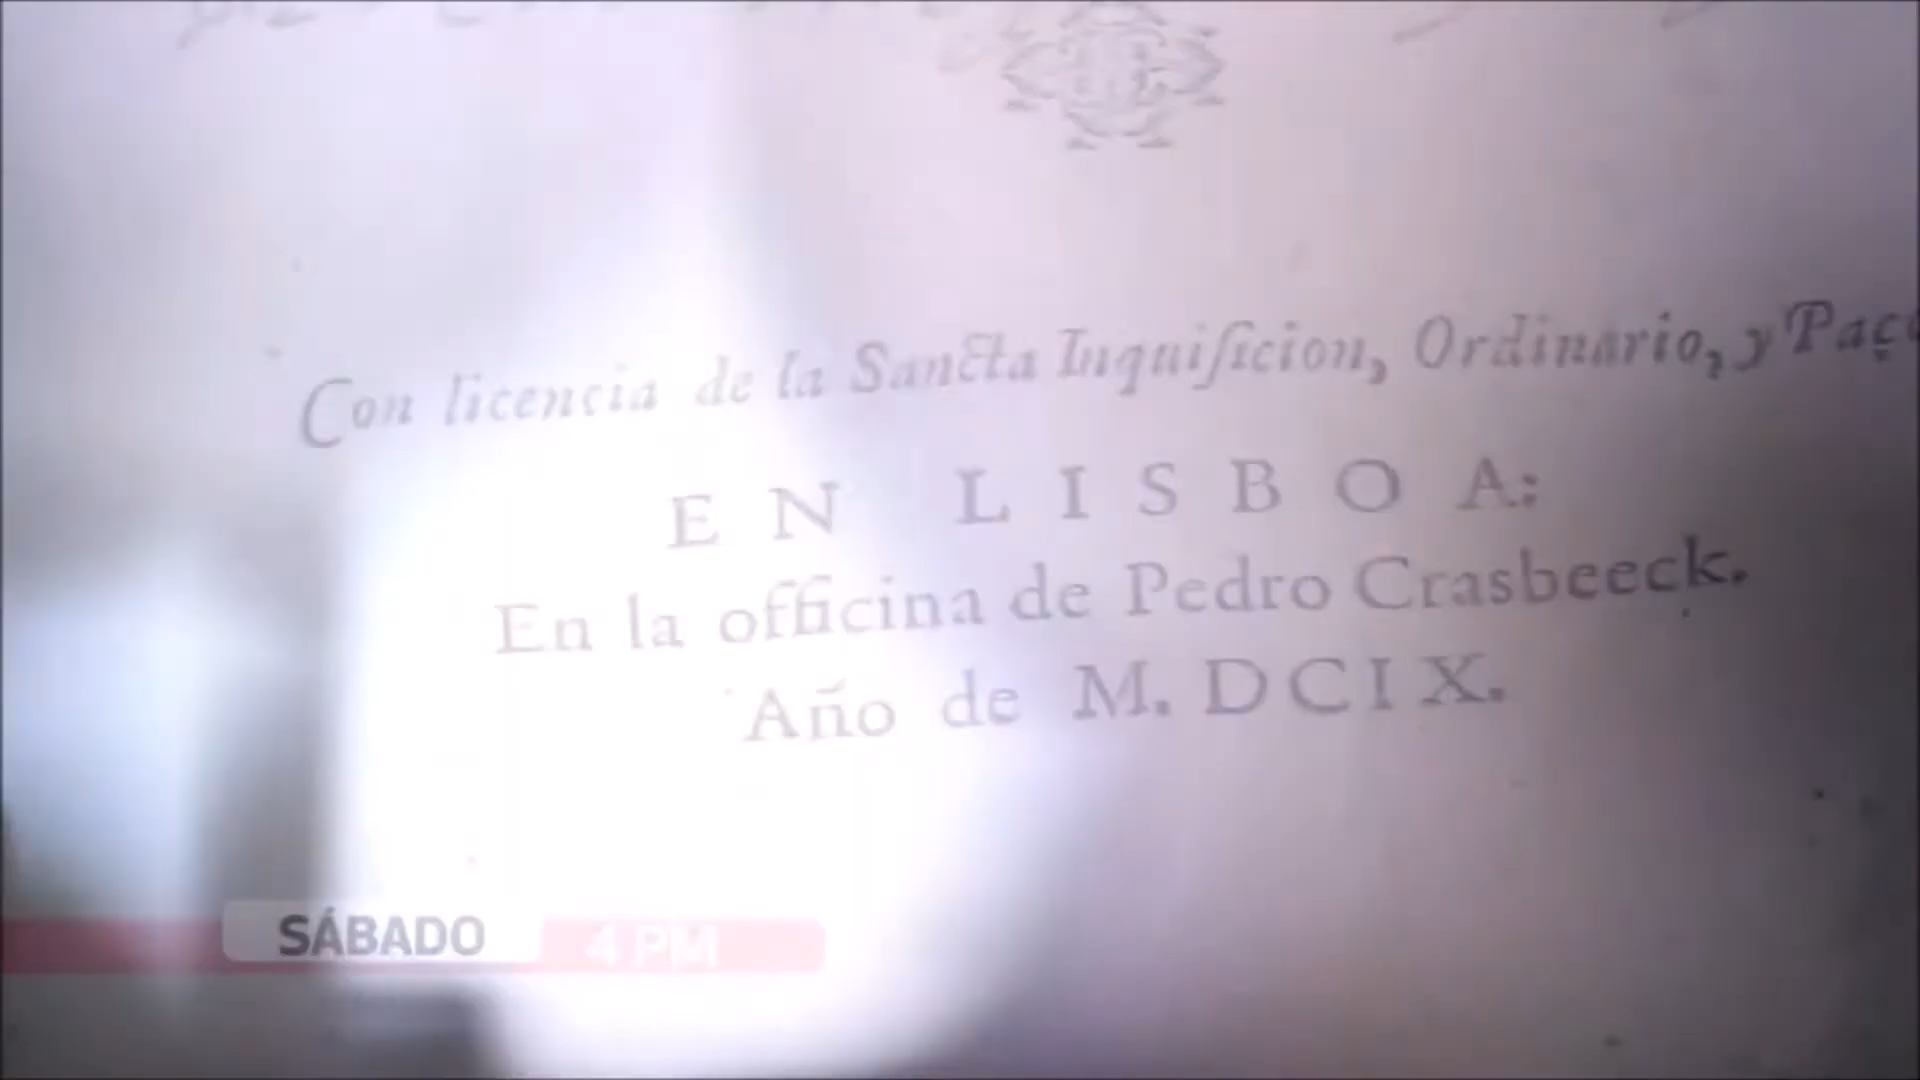 Con licencia de la Sancta Inquiſicion, Ordinario, y Paço
EN LISBOA:
En la officina de Pedro Crasbeeck.
Año de M. DCIX.
SÁBADO 4 PM